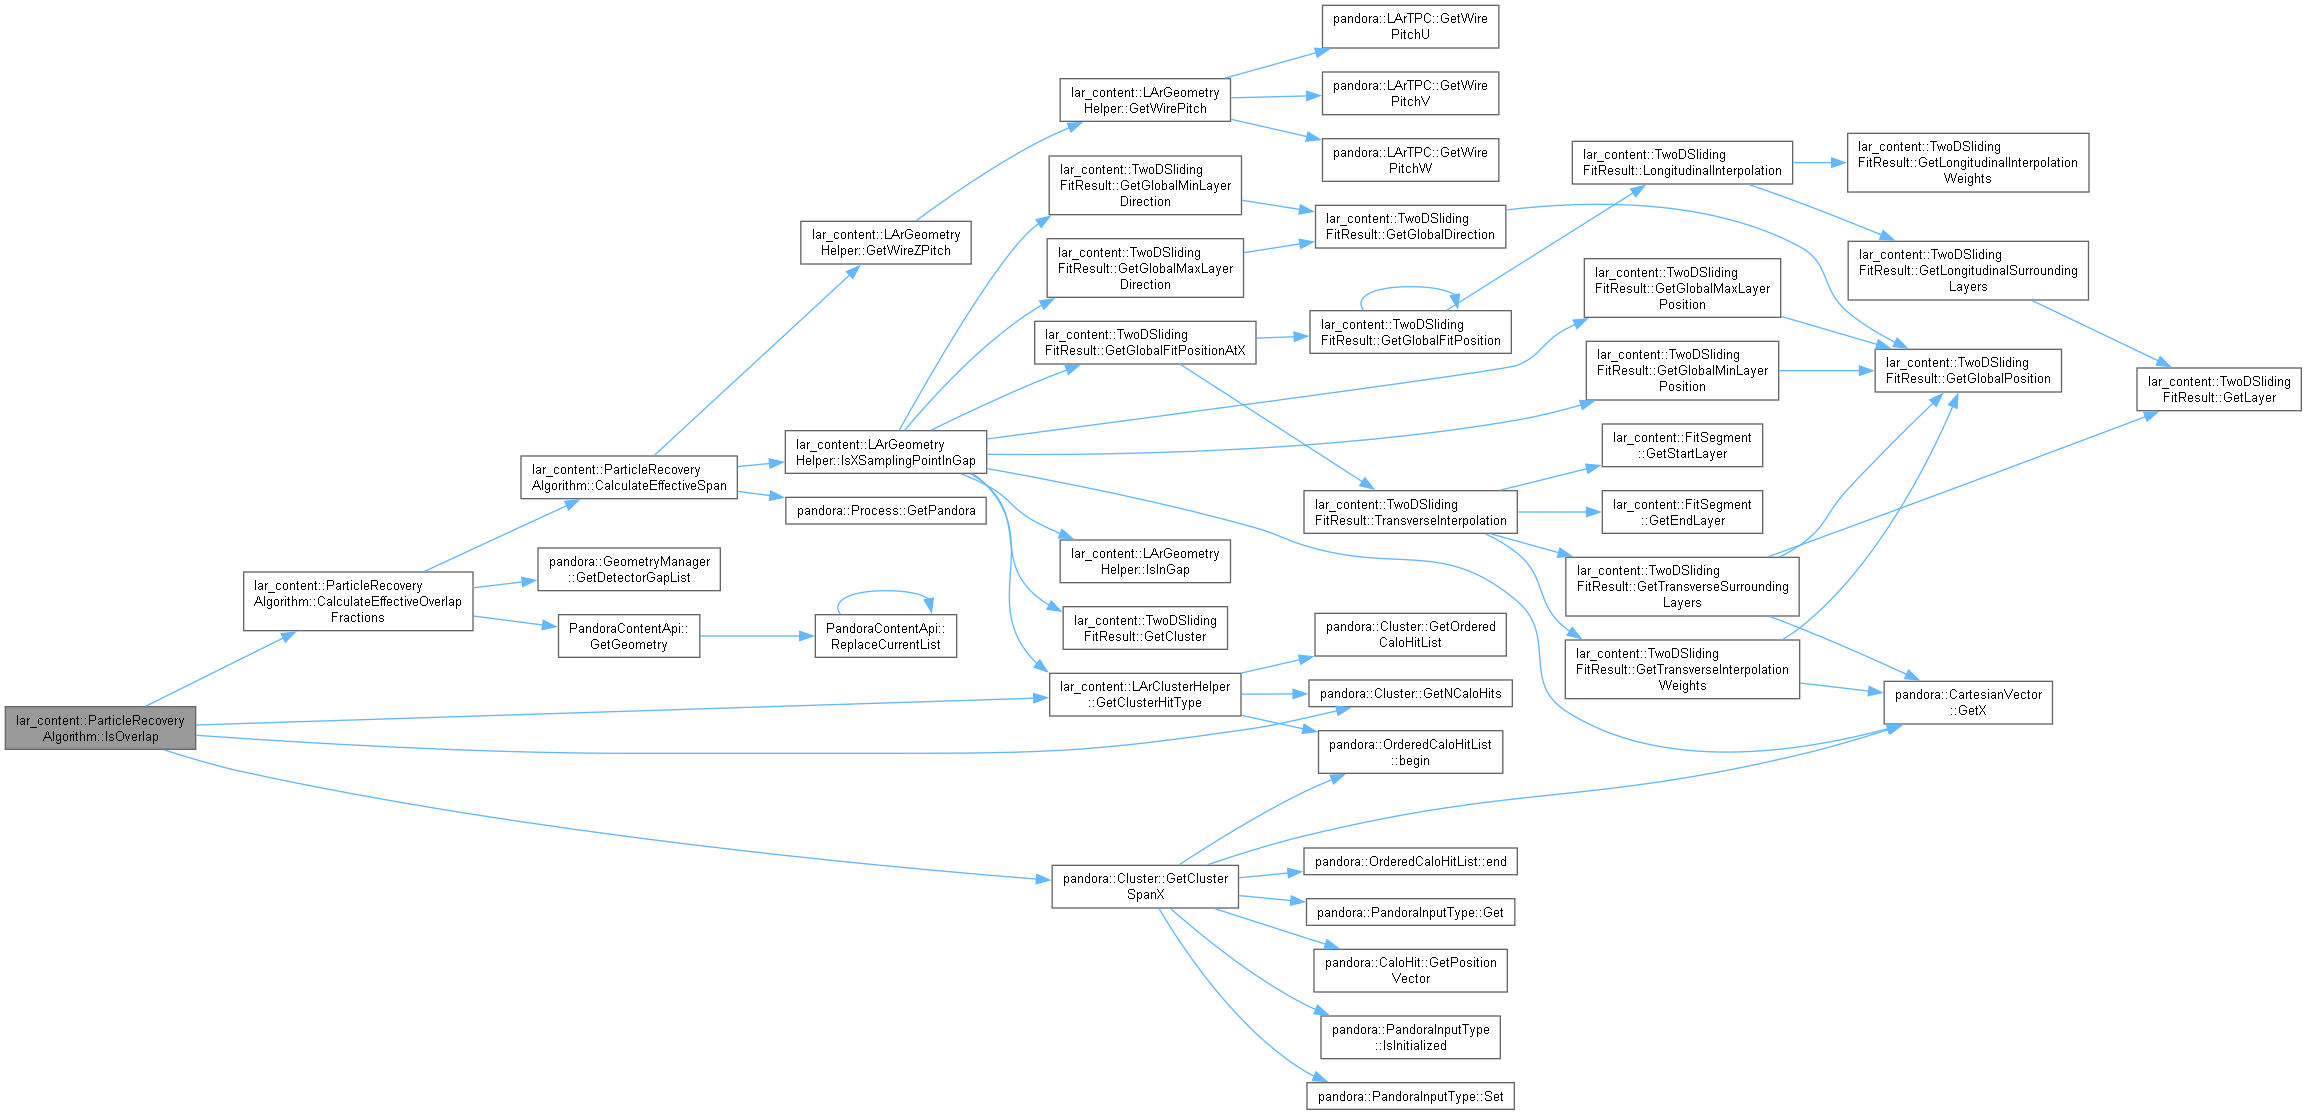 lar_content::ParticleRecovery
Algorithm::IsOverlap
lar_content::ParticleRecovery
Algorithm::CalculateEffectiveOverlap
Fractions
lar_content::ParticleRecovery
Algorithm::CalculateEffectiveSpan
pandora::GeometryManager
::GetDetectorGapList
PandoraContentApi::
GetGeometry
lar_content::LArGeometry
Helper::GetWireZPitch
lar_content::LArGeometry
Helper::IsXSamplingPointInGap
pandora::Process::GetPandora
PandoraContentApi::
ReplaceCurrentList
lar_content::LArGeometry
Helper::GetWirePitch
lar_content::TwoDSliding
FitResult::GetGlobalMinLayer
Direction
lar_content::TwoDSliding
FitResult::GetGlobalMaxLayer
Direction
lar_content::TwoDSliding
FitResult::GetGlobalFitPositionAtX
lar_content::LArGeometry
Helper::IsInGap
lar_content::TwoDSliding
FitResult::GetCluster
lar_content::LArClusterHelper
::GetClusterHitType
pandora::Cluster::GetCluster
SpanX
pandora::LArTPC::GetWire
PitchU
pandora::LArTPC::GetWire
PitchV
pandora::LArTPC::GetWire
PitchW
lar_content::TwoDSliding
FitResult::GetGlobalDirection
lar_content::TwoDSliding
FitResult::GetGlobalFitPosition
lar_content::TwoDSliding
FitResult::TransverseInterpolation
pandora::Cluster::GetOrdered
CaloHitList
pandora::Cluster::GetNCaloHits
pandora::OrderedCaloHitList
::begin
pandora::OrderedCaloHitList::end
pandora::PandoraInputType::Get
pandora::CaloHit::GetPosition
Vector
pandora::PandoraInputType
::IsInitialized
pandora::PandoraInputType::Set
lar_content::TwoDSliding
FitResult::LongitudinalInterpolation
lar_content::TwoDSliding
FitResult::GetGlobalMaxLayer
Position
lar_content::TwoDSliding
FitResult::GetGlobalMinLayer
Position
lar_content::FitSegment
::GetStartLayer
lar_content::FitSegment
::GetEndLayer
lar_content::TwoDSliding
FitResult::GetTransverseSurrounding
Layers
lar_content::TwoDSliding
FitResult::GetTransverseInterpolation
Weights
lar_content::TwoDSliding
FitResult::GetLongitudinalInterpolation
Weights
lar_content::TwoDSliding
FitResult::GetLongitudinalSurrounding
Layers
lar_content::TwoDSliding
FitResult::GetGlobalPosition
pandora::CartesianVector
::GetX
lar_content::TwoDSliding
FitResult::GetLayer